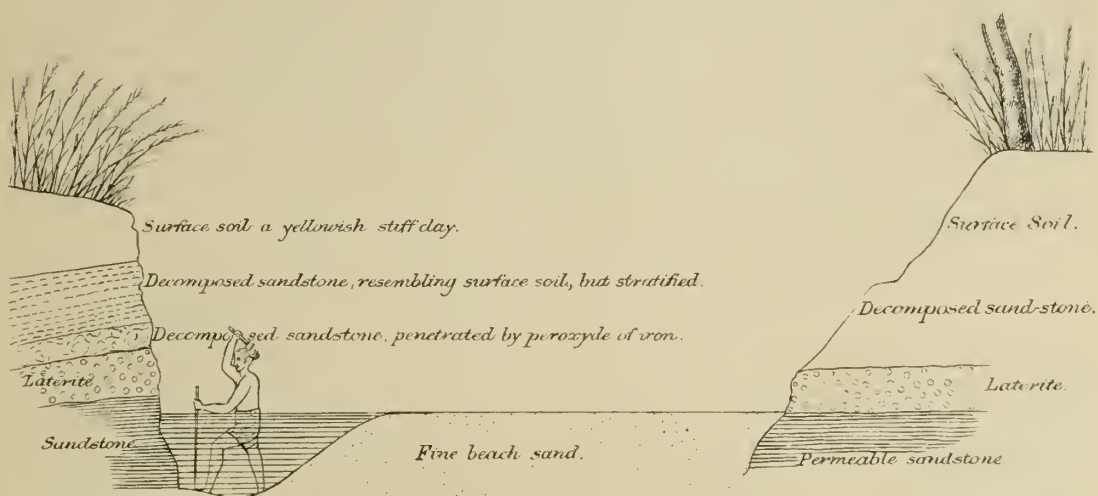 Surface soil a yellowish stiff clay.
Decomposed sandstone, resembling surface soil, but stratified.
Decomposed sandstone, penetrated by peroxyde of iron.
Laterite
Sandstone
Fine beach sand.
Surface Soil.
Decomposed sand-stone.
Laterite.
Permeable sandstone